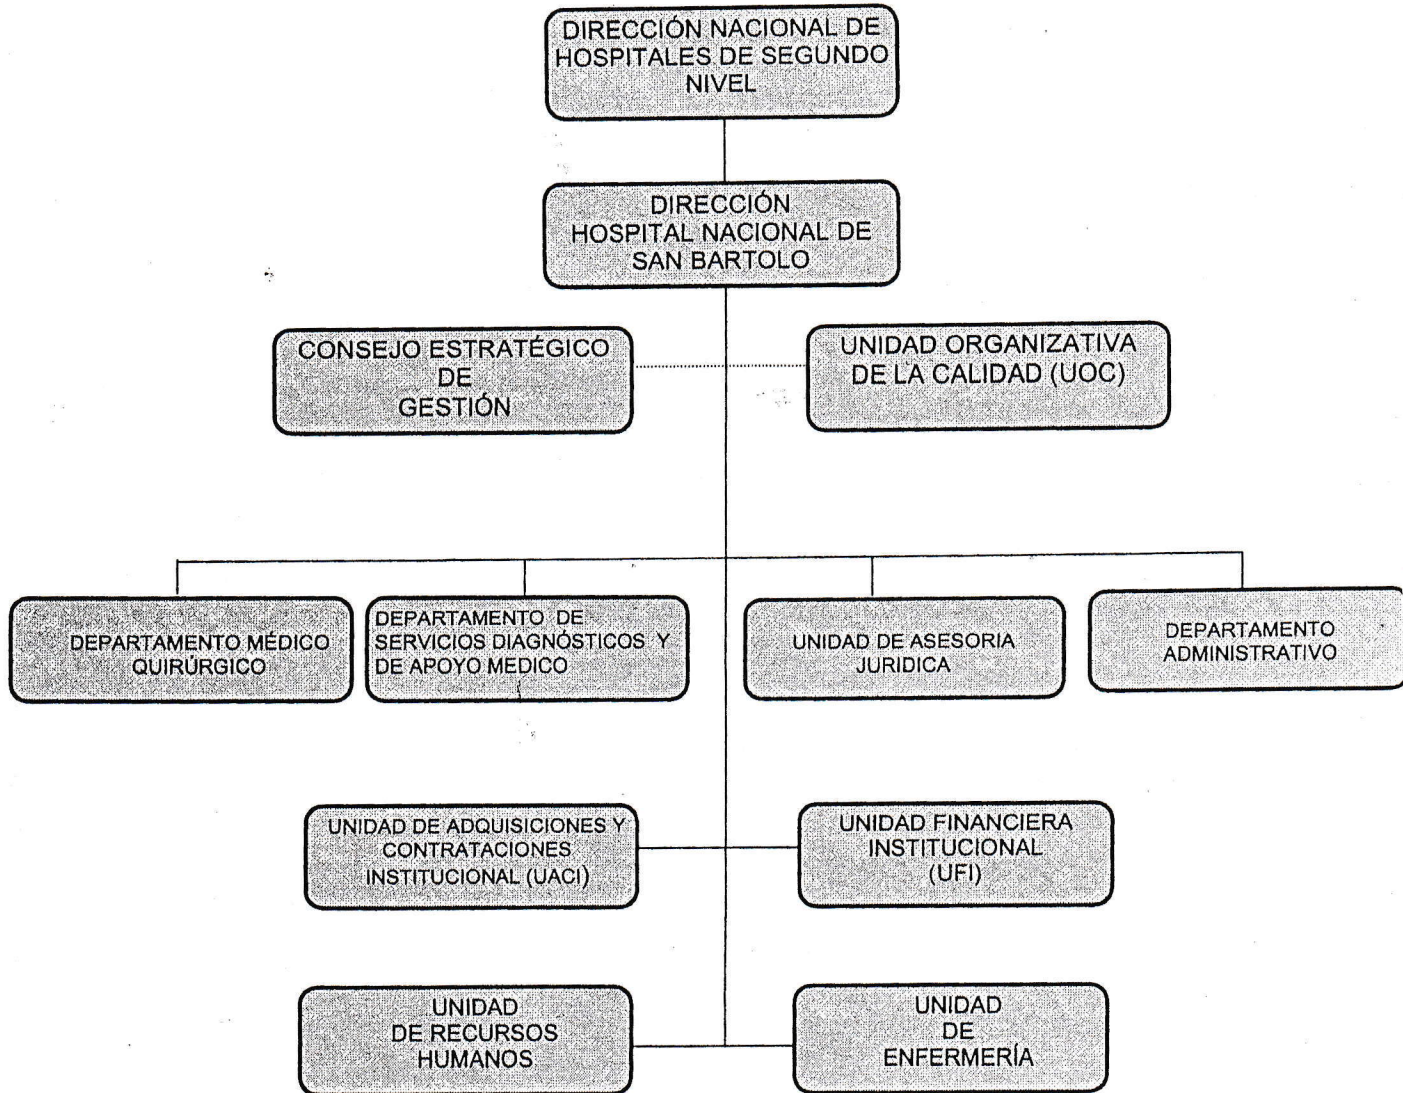 DIRECCIÓN NACIONAL DE
HOSPITALES DE SEGUNDO
NIVEL
DIRECCIÓN
HOSPITAL NACIONAL DE
SAN BARTOLO
CONSEJO ESTRATÉGICO
DE
GESTIÓN
UNIDAD ORGANIZATIVA
DE LA CALIDAD (UOC)
DEPARTAMENTO MÉDICO
QUIRÚRGICO
DEPARTAMENTO DE
SERVICIOS DIAGNÓSTICOS Y
DE APOYO MEDICO
UNIDAD DE ASESORIA
JURIDICA
DEPARTAMENTO
ADMINISTRATIVO
UNIDAD DE ADQUISICIONES Y
CONTRATACIONES
INSTITUCIONAL (UACI)
UNIDAD FINANCIERA
INSTITUCIONAL
(UFI)
UNIDAD
DE RECURSOS
HUMANOS
UNIDAD
DE
ENFERMERÍA